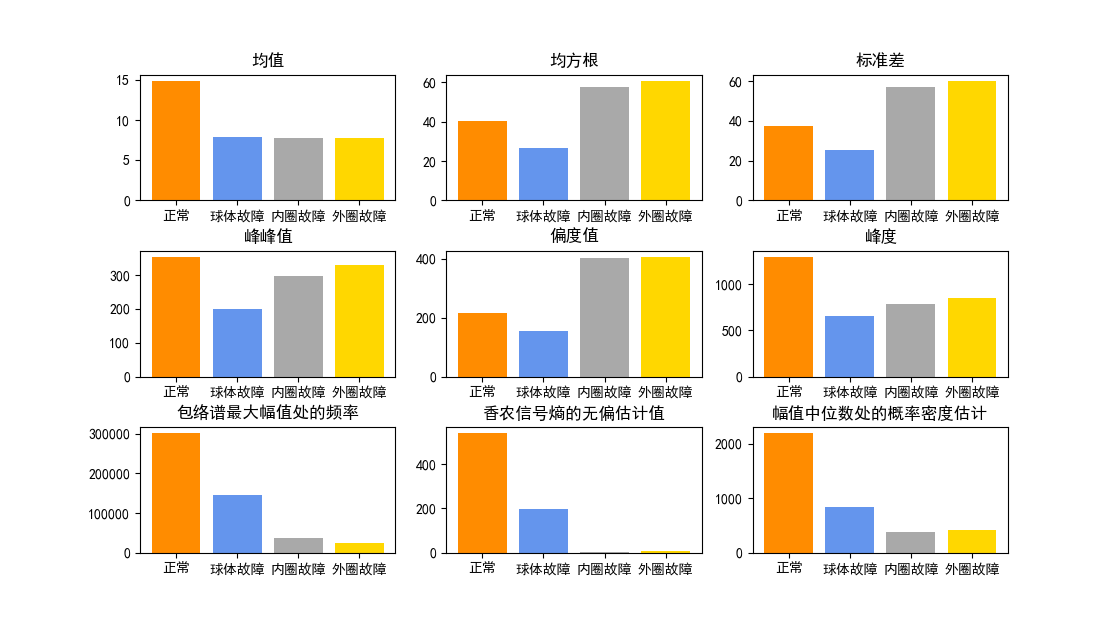 均值
均方根
标准差
15
10
5
0
正常 球体故障 内圈故障 外圈故障
60
40
20
0
正常 球体故障 内圈故障 外圈故障
60
40
20
0
正常 球体故障 内圈故障 外圈故障
峰峰值
偏度值
峰度
300
200
100
0
正常 球体故障 内圈故障 外圈故障
400
200
0
正常 球体故障 内圈故障 外圈故障
1000
500
0
正常 球体故障 内圈故障 外圈故障
包络谱最大幅值处的频率
香农信号熵的无偏估计值
幅值中位数处的概率密度估计
300000
200000
100000
0
正常 球体故障 内圈故障 外圈故障
400
200
0
正常 球体故障 内圈故障 外圈故障
2000
1000
0
正常 球体故障 内圈故障 外圈故障